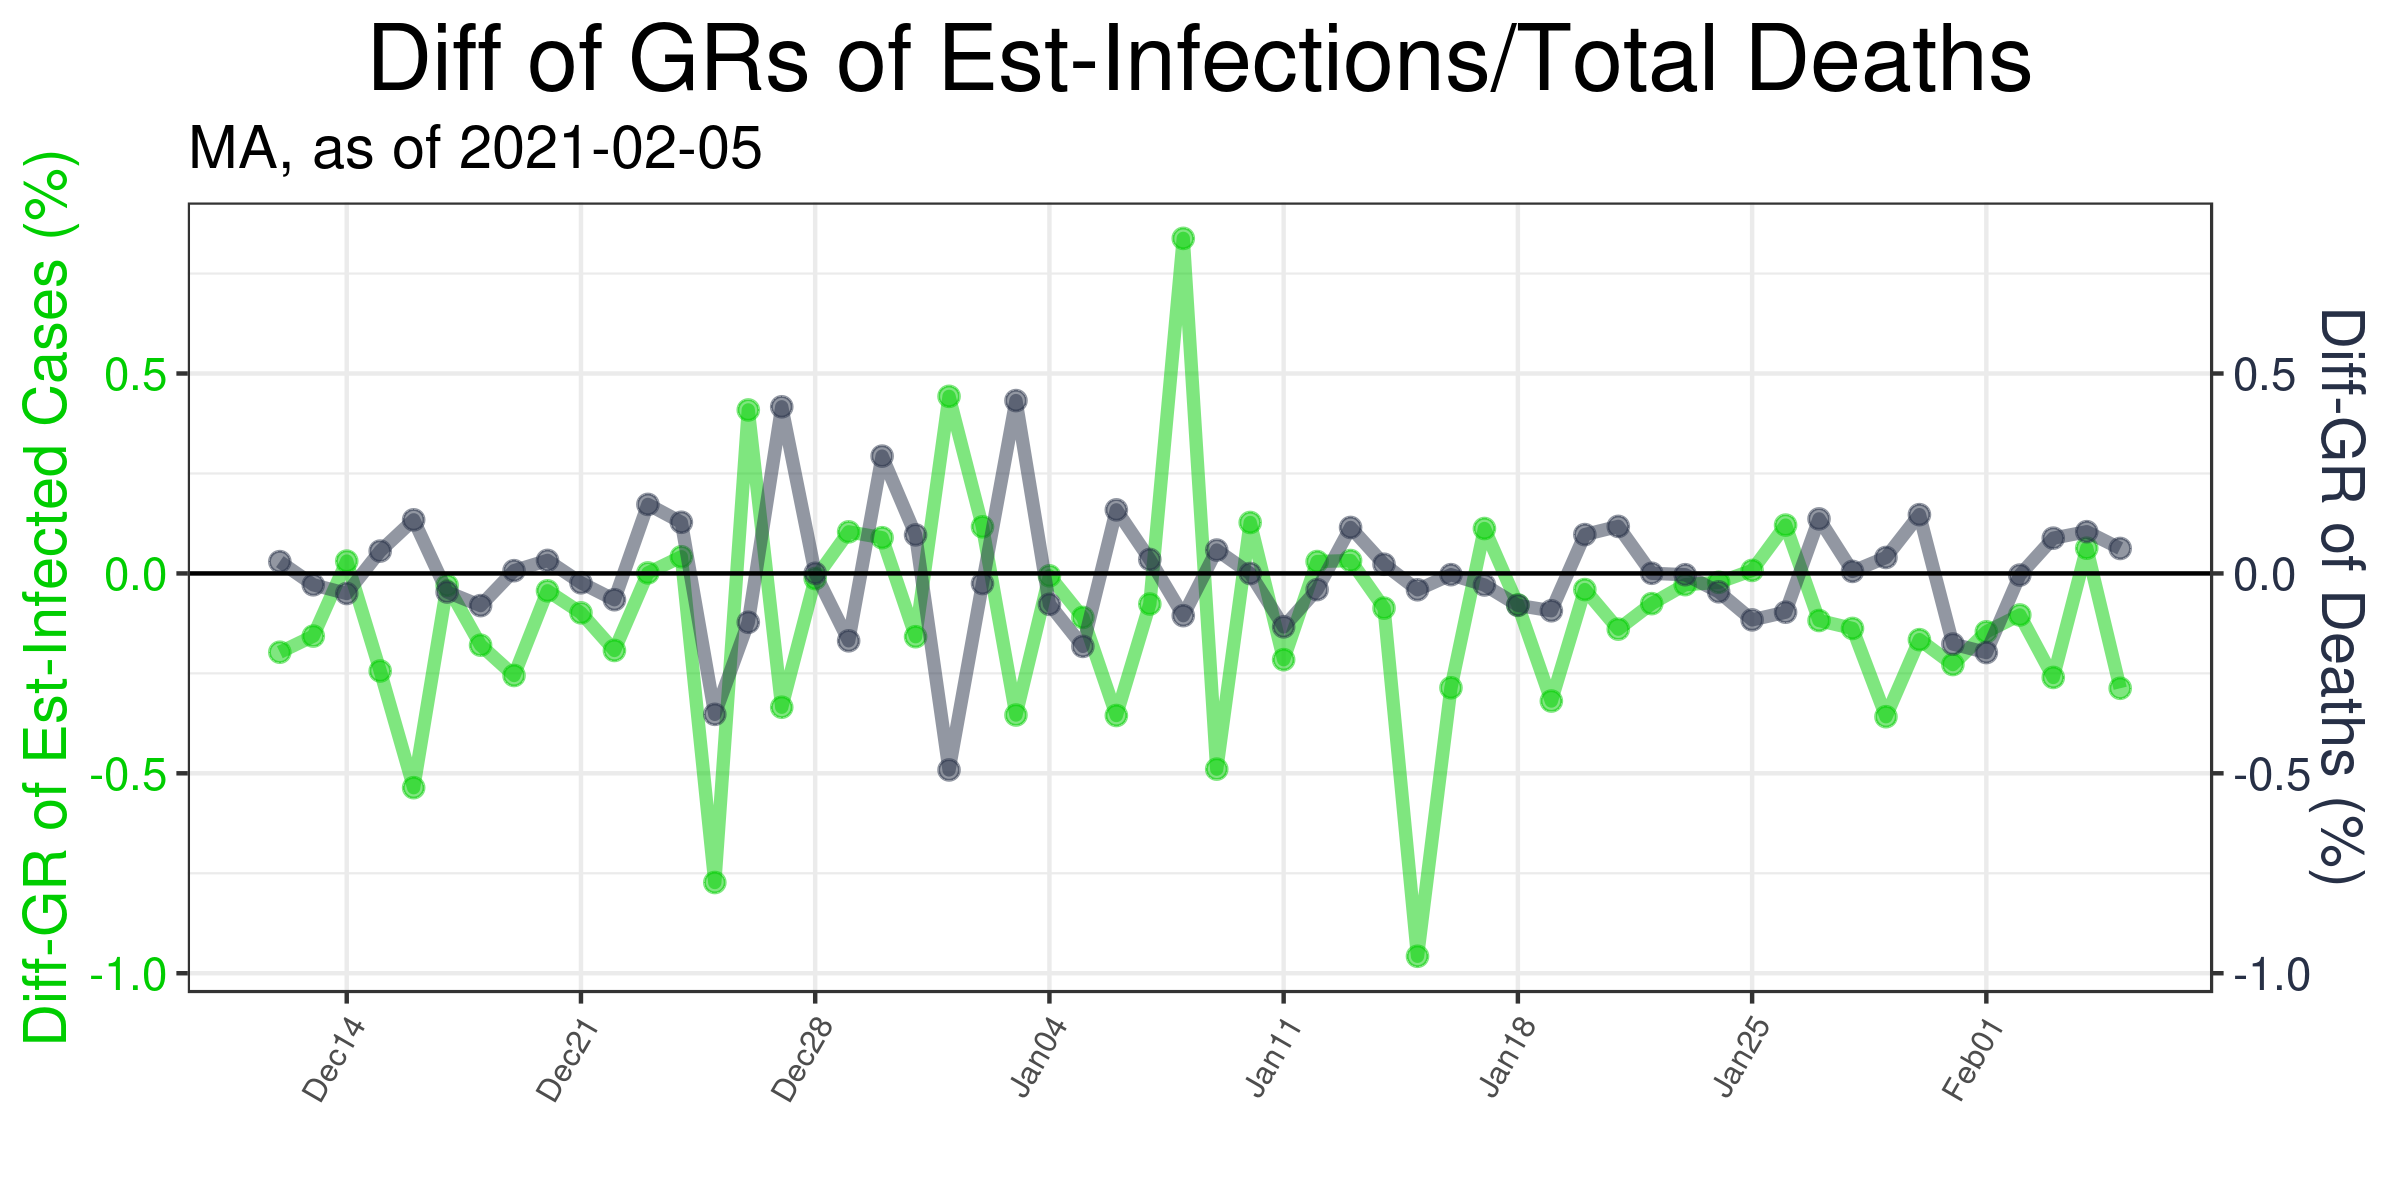 Diff of GRs of Est-Infections/Total Deaths
MA, as of 2021-02-05
Diff-GR of Est-Infected Cases (%)
0.5
0.0
-0.5
-1.0
0.5
0.0
-0.5
-1.0
Diff-GR of Deaths (%)
Dec14
Dec21
Dec28
Jan04
Jan11
Jan18
Jan25
Feb01